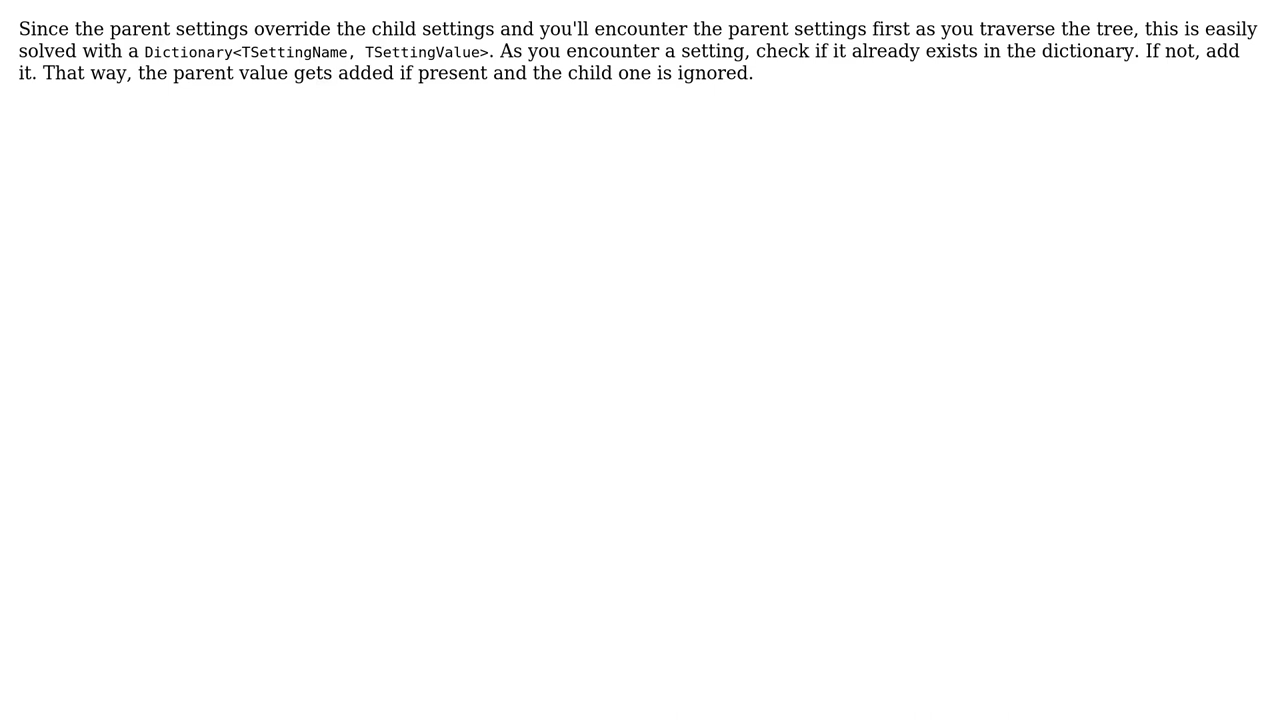 Since the parent settings override the child settings and you'll encounter the parent settings first as you traverse the tree, this is easily
solved with a Dictionary<TSettingName, TSettingValue>. As you encounter a setting, check if it already exists in the dictionary. If not, add
it. That way, the parent value gets added if present and the child one is ignored.